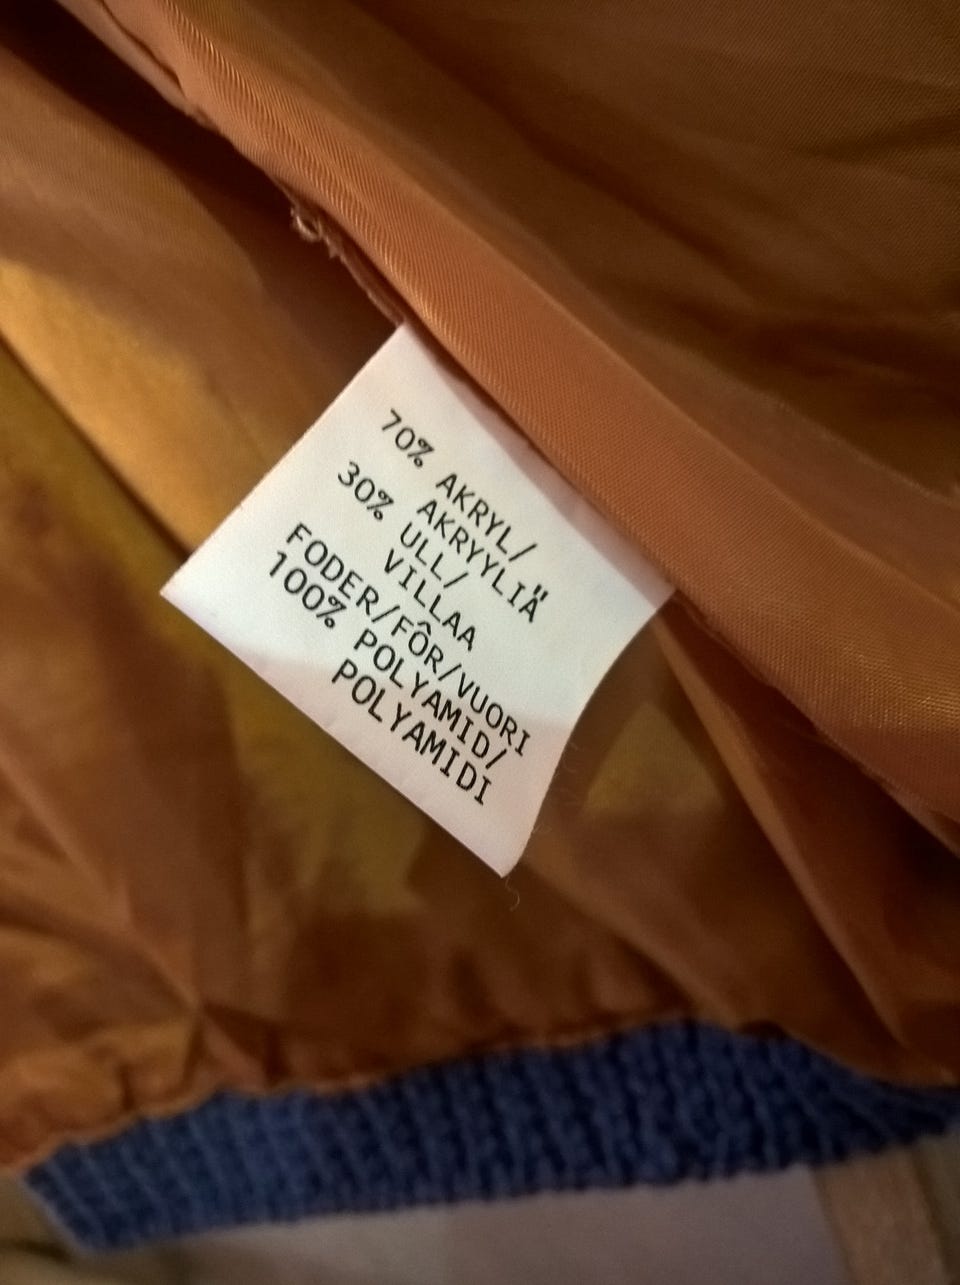 70% AKRYL/
AKRYYLIÄ
30% ULL/
VILLAA
FODER/FÔR/VUORI
100% POLYAMID/
POLYAMIDI